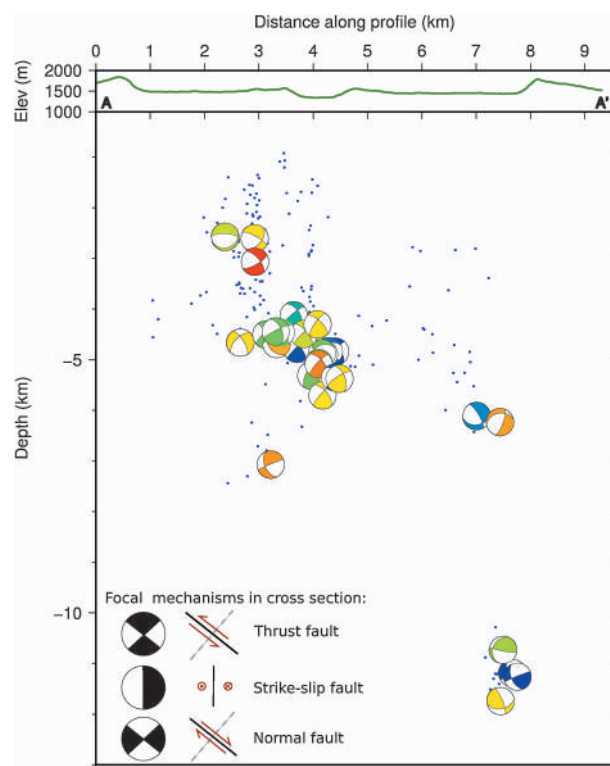 Distance along profile (km)
0 1 2 3 4 5 6 7 8 9
Elev (m)
2000
1500
1000
A A'
Depth (km)
−5
−10
Focal mechanisms in cross section:
Thrust fault
Strike-slip fault
Normal fault